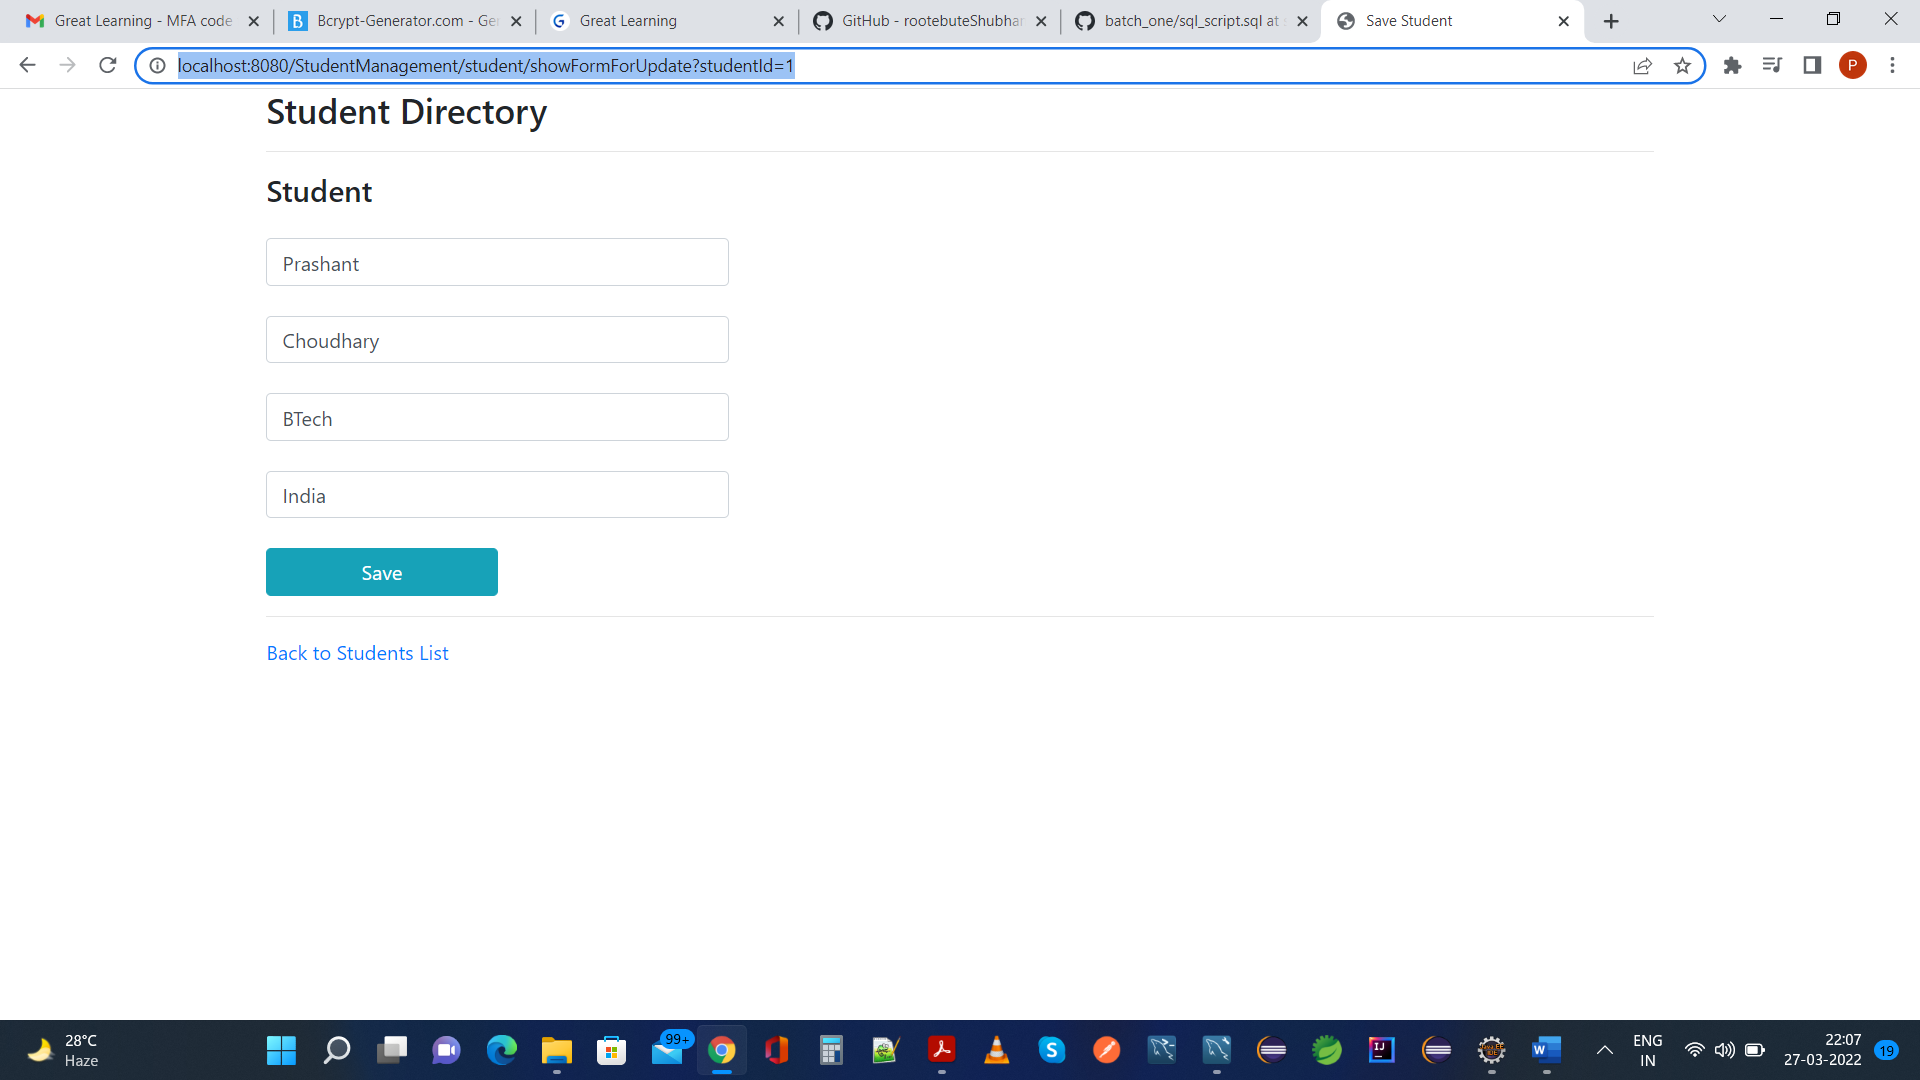 Great Learning - MFA code
Bcrypt-Generator.com - Ge
Great Learning
GitHub - rootebuteShubha
batch_one/sql_script.sql at
Save Student
localhost:8080/StudentManagement/student/showFormForUpdate?studentId=1
P
Student Directory
Student
Prashant
Choudhary
BTech
India
Save
Back to Students List
28°C
Haze
99+
ENG
IN
22:07
27-03-2022
19